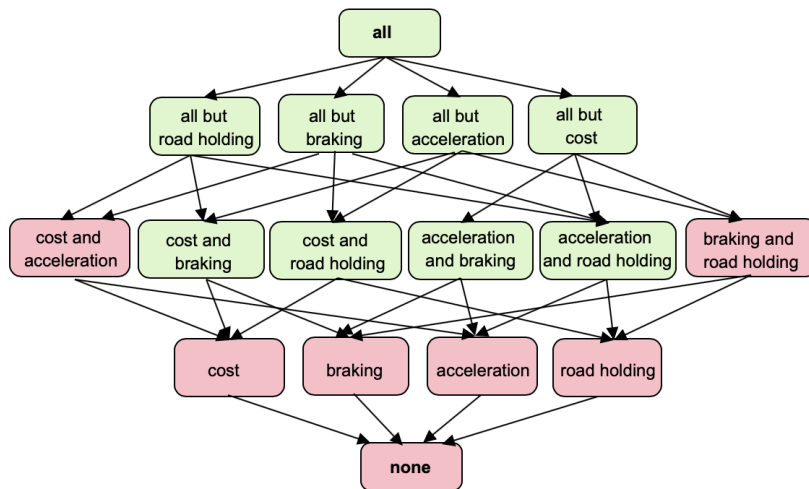 all
all but
road holding
all but
braking
all but
acceleration
all but
cost
cost and
acceleration
cost and
braking
cost and
road holding
acceleration
and braking
acceleration
and road holding
braking and
road holding
cost
braking
acceleration
road holding
none